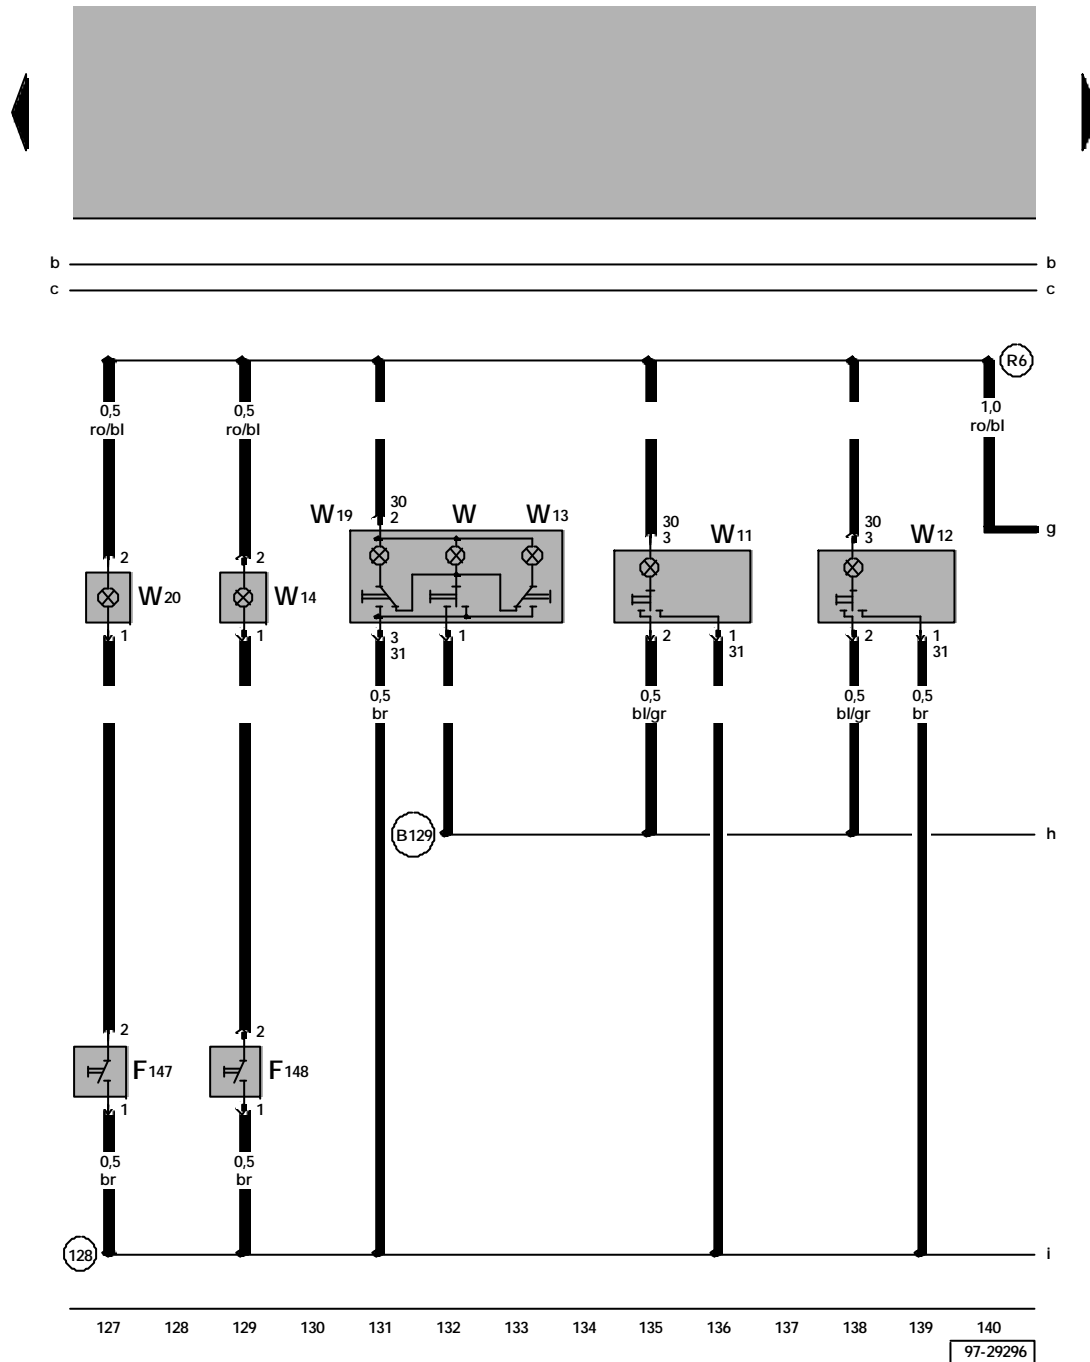 b b
c c
R6
0,5 0,5 1,0
ro/bl ro/bl ro/bl
g
W19 30 2 W W13
30 3 W11
30 3 W12
2 W20
2 W14
1 1 3 1 2 1 2 1
31 31 31
0,5 0,5 0,5 0,5
br bl/gr bl/gr br
B129 h
2 2
F147 F148
1 1
0,5 0,5
br br
128 i
127 128 129 130 131 132 133 134 135 136 137 138 139 140
97-29296